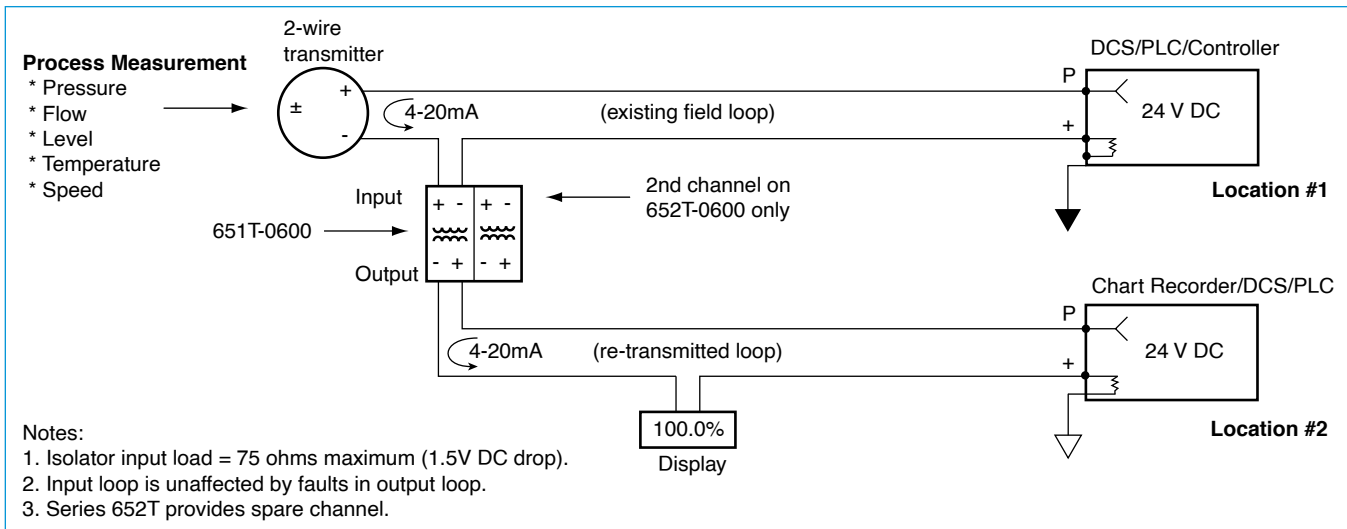 2-wire
transmitter
Process Measurement
* Pressure
* Flow
* Level
* Temperature
* Speed
±
+
-
4-20mA
(existing field loop)
DCS/PLC/Controller
P
+
24 V DC
Location #1
Input
+ - + -
651T-0600
2nd channel on
652T-0600 only
Output
- + - +
4-20mA
(re-transmitted loop)
Chart Recorder/DCS/PLC
P
+
24 V DC
Location #2
100.0%
Display
Notes:
1. Isolator input load = 75 ohms maximum (1.5V DC drop).
2. Input loop is unaffected by faults in output loop.
3. Series 652T provides spare channel.